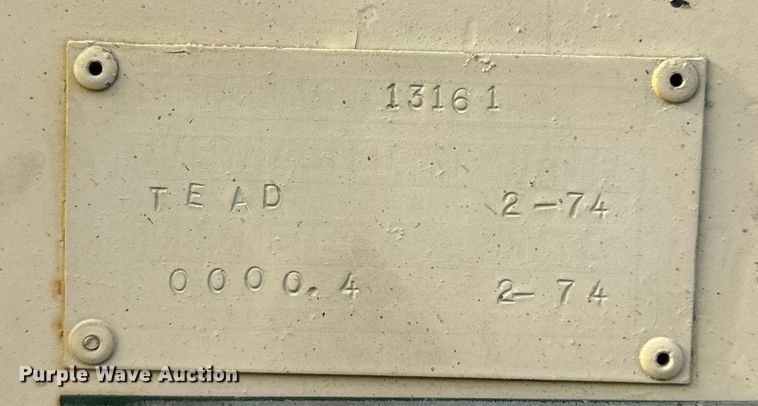 13161
TEAD 2-74
0000.4 2-74
Purple Wave Auction